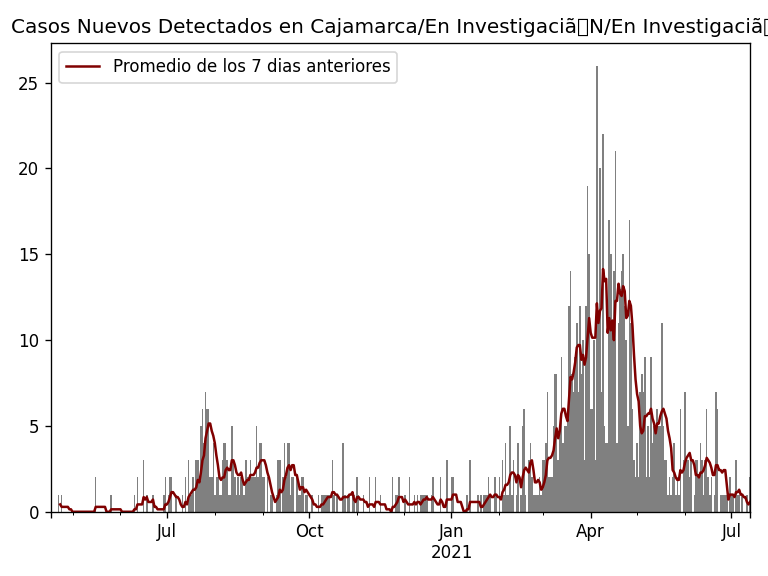 Casos Nuevos Detectados en Cajamarca/En Investigaciã▯N/En Investigaciã▯
Promedio de los 7 dias anteriores
25
20
15
10
5
0
Jul Oct Jan Apr Jul
2021